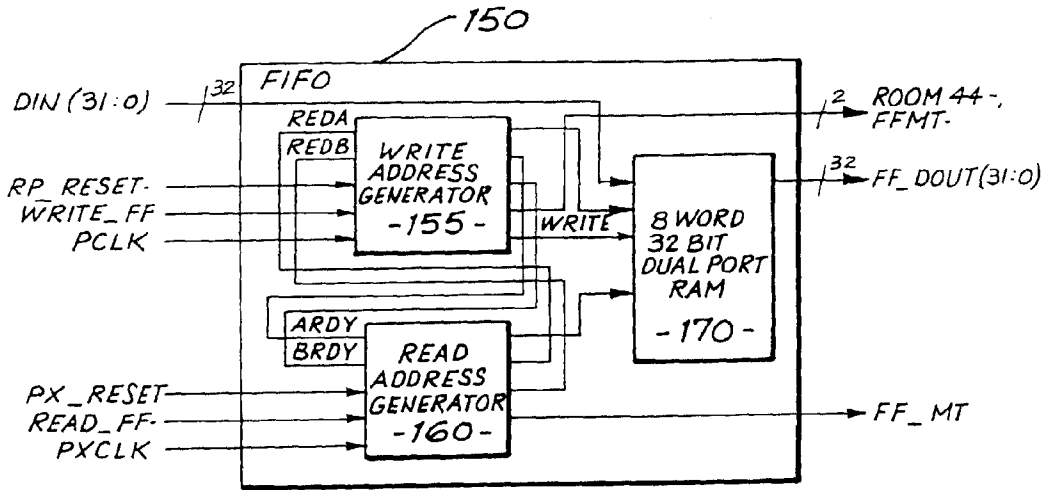 150
FIFO
DIN (31:0)
32
REDA
REDB
WRITE
ADDRESS
GENERATOR
-155-
RP_RESET-
WRITE_FF
PCLK
WRITE
2
ROOM 44-,
FFMT-
32
FF_DOUT (31:0)
8 WORD
32 BIT
DUAL PORT
RAM
-170-
ARDY
BRDY
READ
ADDRESS
GENERATOR
-160-
PX_RESET
READ_FF-
PXCLK
FF_MT